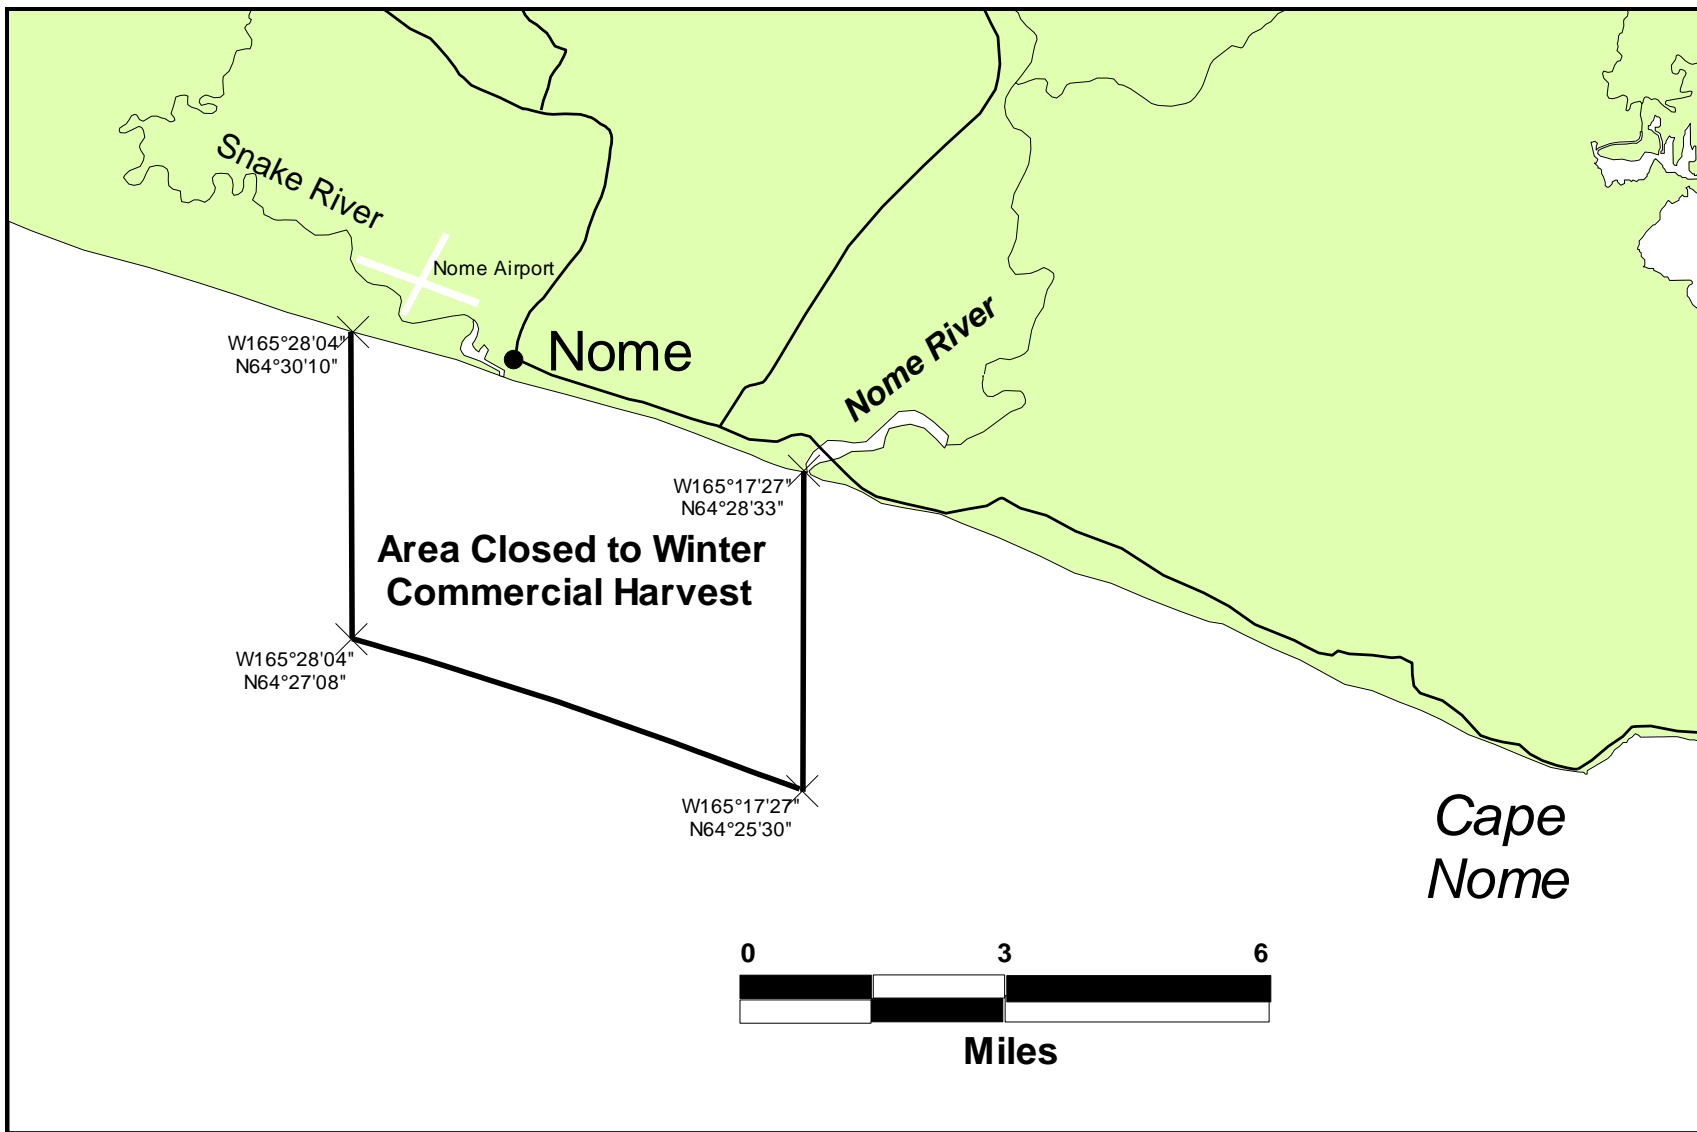 Snake River
Nome Airport
Nome
Nome River
W165°28'04"
N64°30'10"
W165°17'27"
N64°28'33"
Area Closed to Winter
Commercial Harvest
W165°28'04"
N64°27'08"
W165°17'27"
N64°25'30"
Cape
Nome
0 3 6
Miles